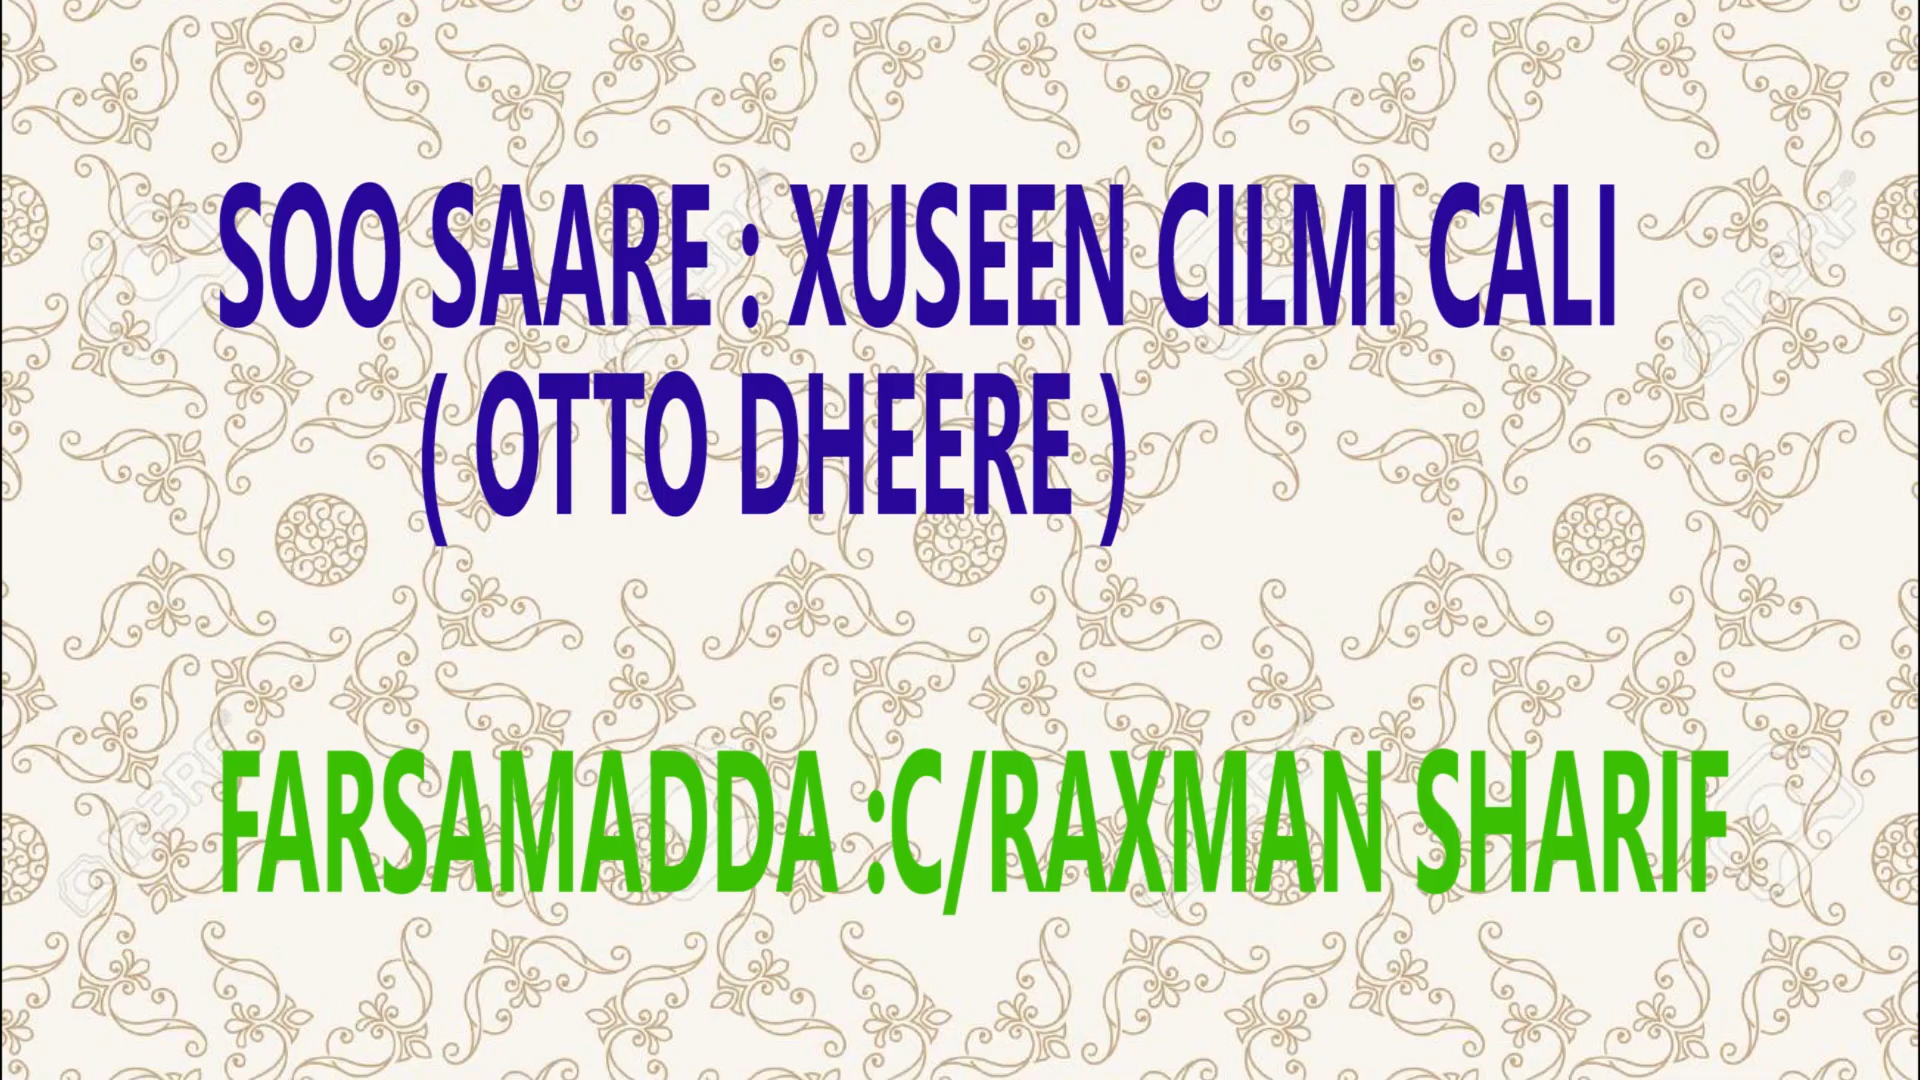 SOO SAARE : XUSEEN CILMI CALI
( OTTO DHEERE )
FARSAMADDA :C/RAXMAN SHARIF